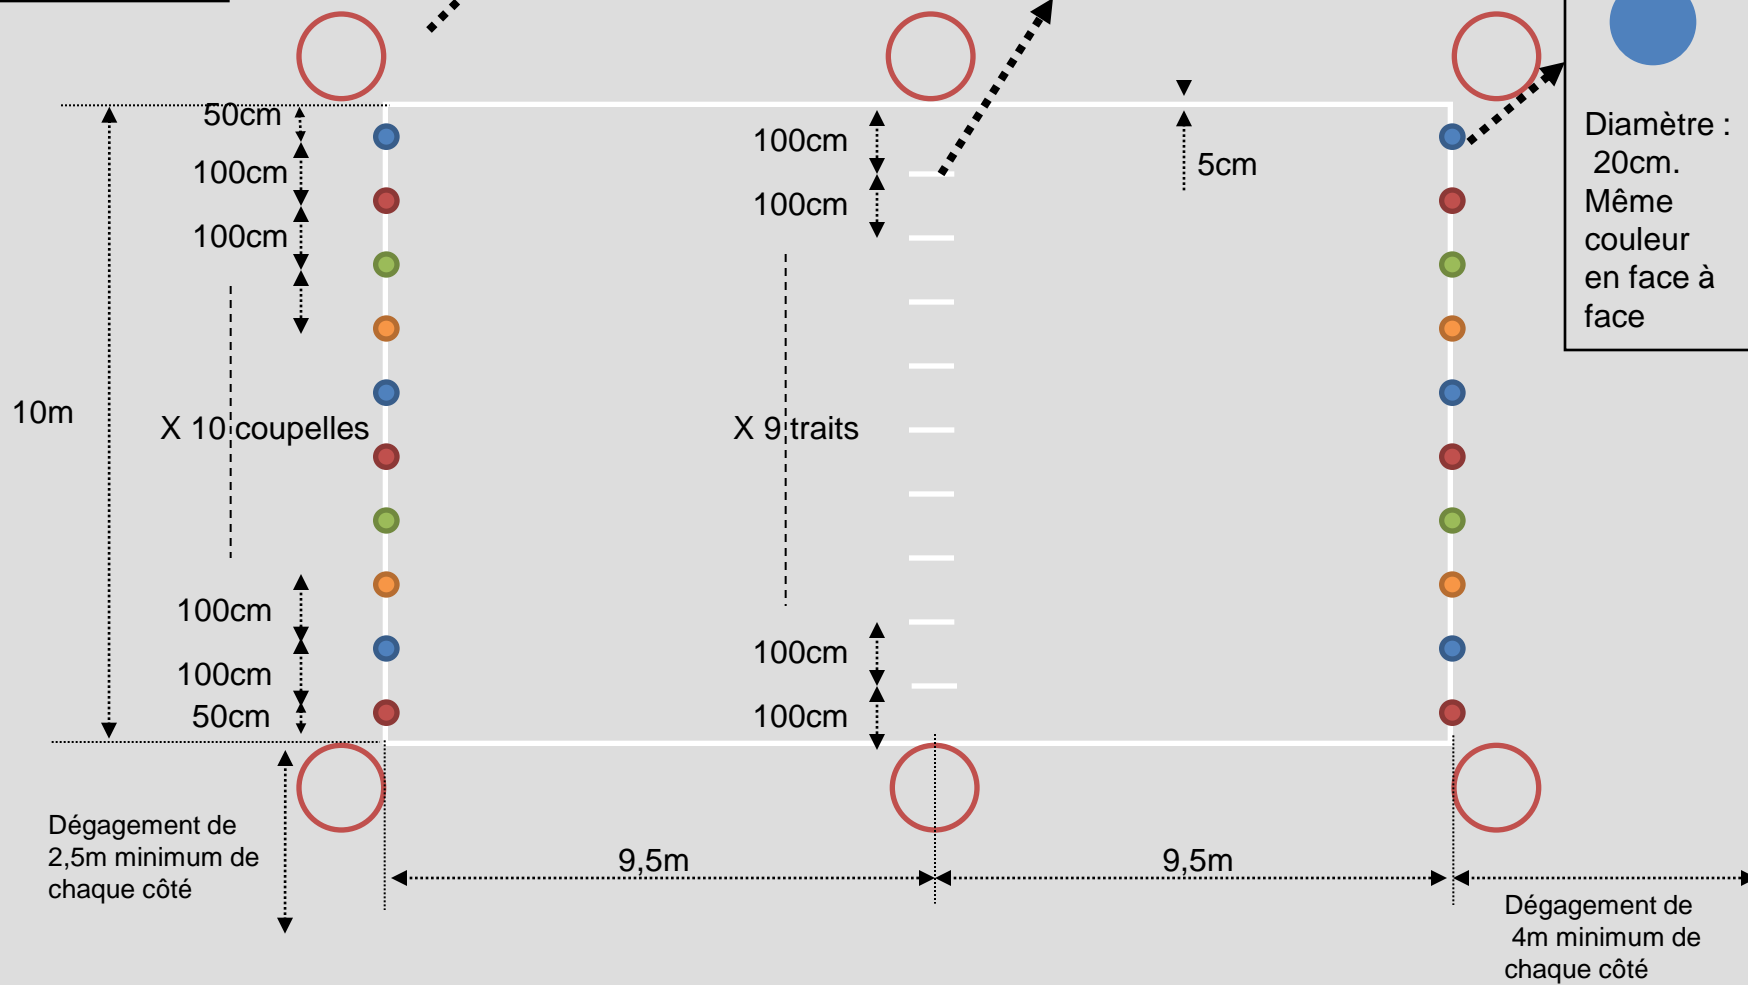 50cm
100cm
100cm
10m
X 10 coupelles
100cm
100cm
50cm
100cm
100cm
X 9 traits
100cm
100cm
5cm
Diamètre :
20cm.
Même
couleur
en face à
face
Dégagement de
2,5m minimum de
chaque côté
9,5m
9,5m
Dégagement de
4m minimum de
chaque côté